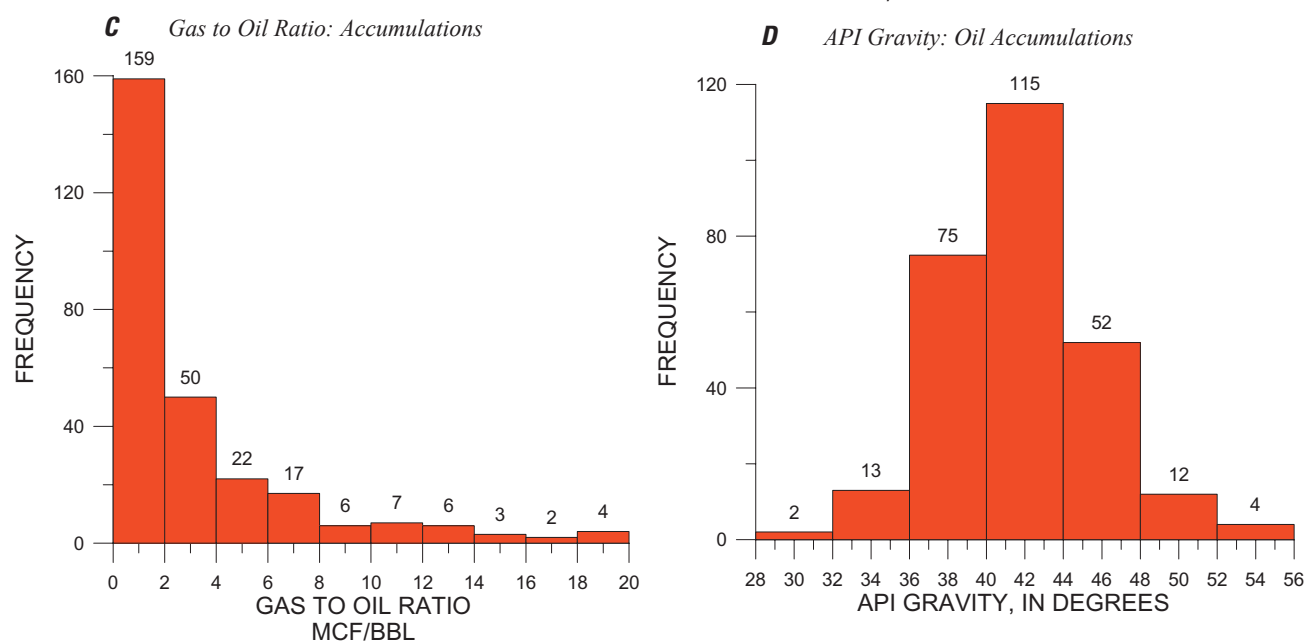 C Gas to Oil Ratio: Accumulations
159
160
120
80
40
0
FREQUENCY
50
22
17
6
7
6
3
2
4
0 2 4 6 8 10 12 14 16 18 20
GAS TO OIL RATIO
MCF/BBL
D API Gravity: Oil Accumulations
120
80
40
0
FREQUENCY
2
13
75
115
52
12
4
28 30 32 34 36 38 40 42 44 46 48 50 52 54 56
API GRAVITY, IN DEGREES